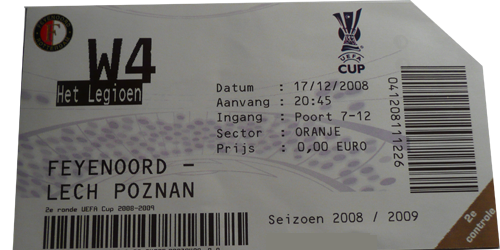 W4
Het Legioen
UEFA
CUP
Datum : 17/12/2008
Aanvang : 20:45
Ingang : Poort 7-12
Sector : ORANJE
Prijs : 0,00 EURO
FEYENOORD -
LECH POZNAN
2e ronde UEFA Cup 2008-2009
Seizoen 2008 / 2009
041208111226
2e controle